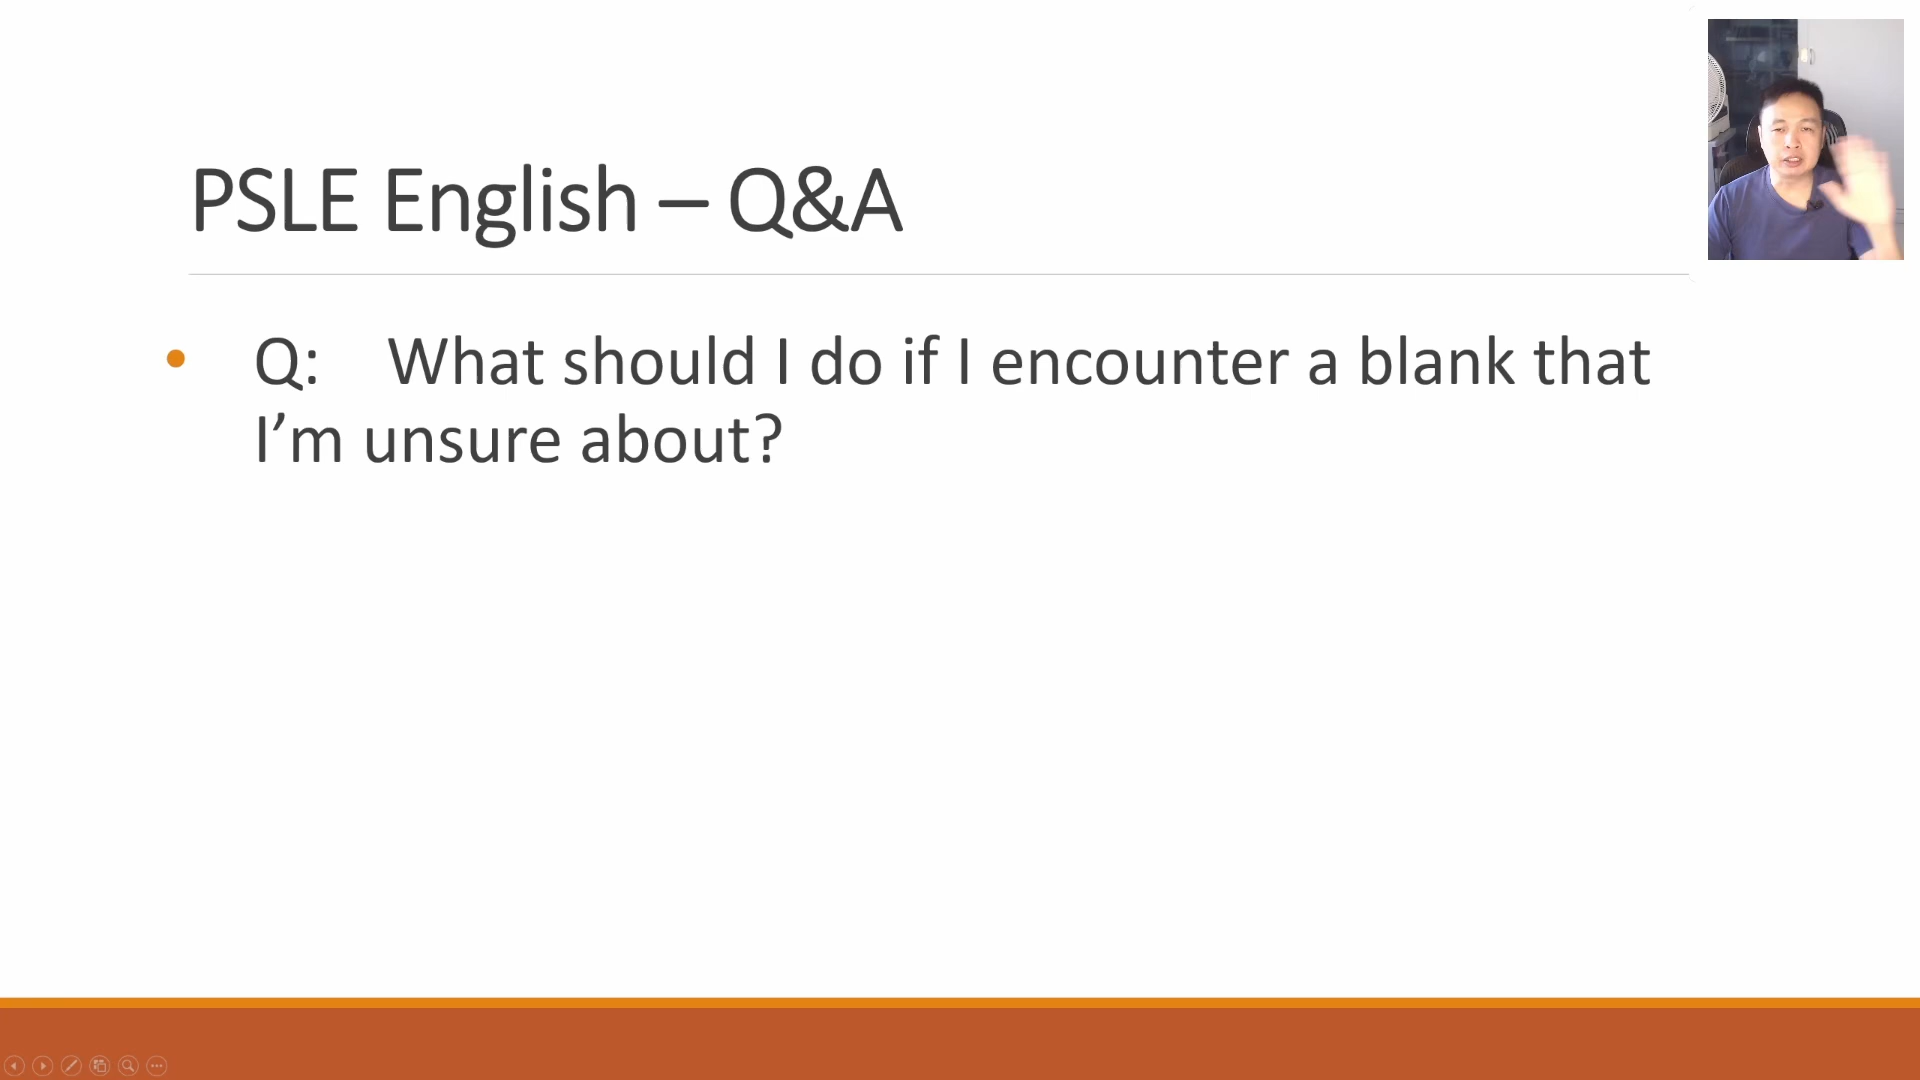 PSLE English – Q&A
• Q: What should I do if I encounter a blank that
I’m unsure about?